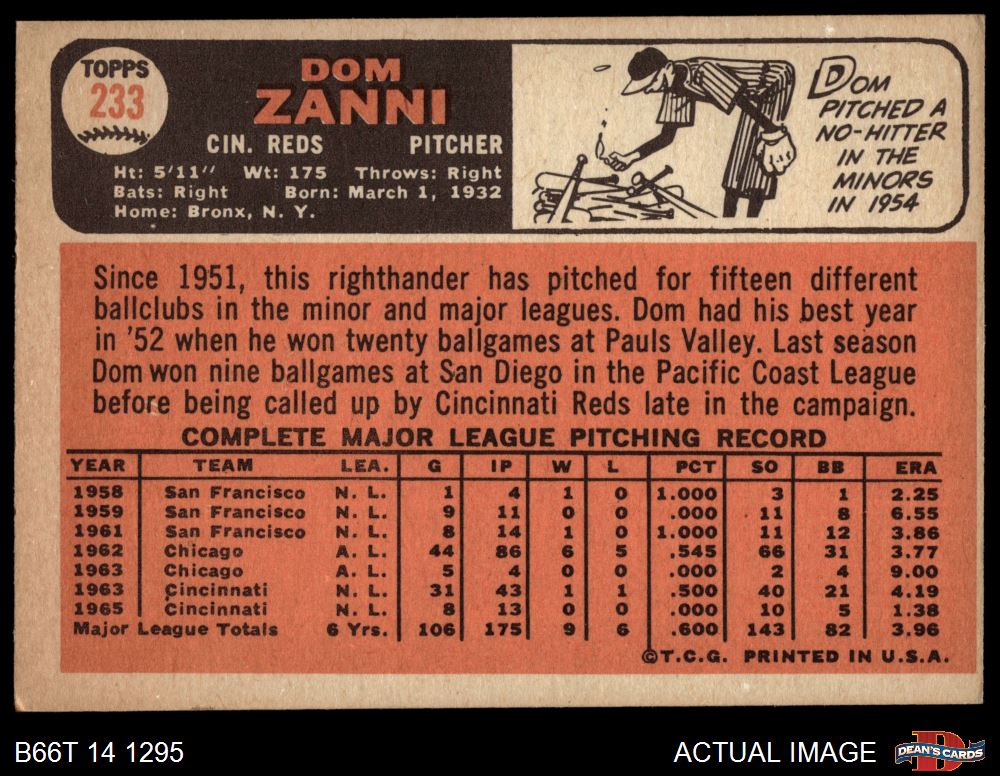 TOPPS
233
DOM
ZANNI
CIN. REDS PITCHER
Ht: 5'11" Wt: 175 Throws: Right
Bats: Right Born: March 1, 1932
Home: Bronx, N. Y.
DOM
PITCHED A
NO-HITTER
IN THE
MINORS
IN 1954
Since 1951, this righthander has pitched for fifteen different
ballclubs in the minor and major leagues. Dom had his best year
in '52 when he won twenty ballgames at Pauls Valley. Last season
Dom won nine ballgames at San Diego in the Pacific Coast League
before being called up by Cincinnati Reds late in the campaign.
COMPLETE MAJOR LEAGUE PITCHING RECORD
YEAR TEAM LEA. G IP W L PCT SO BB ERA
1958 San Francisco N. L. 1 4 1 0 1.000 3 1 2.25
1959 San Francisco N. L. 9 11 0 0 .000 11 8 6.55
1961 San Francisco N. L. 8 14 1 0 1.000 11 12 3.86
1962 Chicago A. L. 44 86 6 5 .545 66 31 3.77
1963 Chicago A. L. 5 4 0 0 .000 2 4 9.00
1963 Cincinnati N. L. 31 43 1 1 .500 40 21 4.19
1965 Cincinnati N. L. 8 13 0 0 .000 10 5 1.38
Major League Totals 6 Yrs. 106 175 9 6 .600 143 82 3.96
©T.C.G. PRINTED IN U.S.A.
B66T 14 1295 ACTUAL IMAGE DEAN'S CARDS